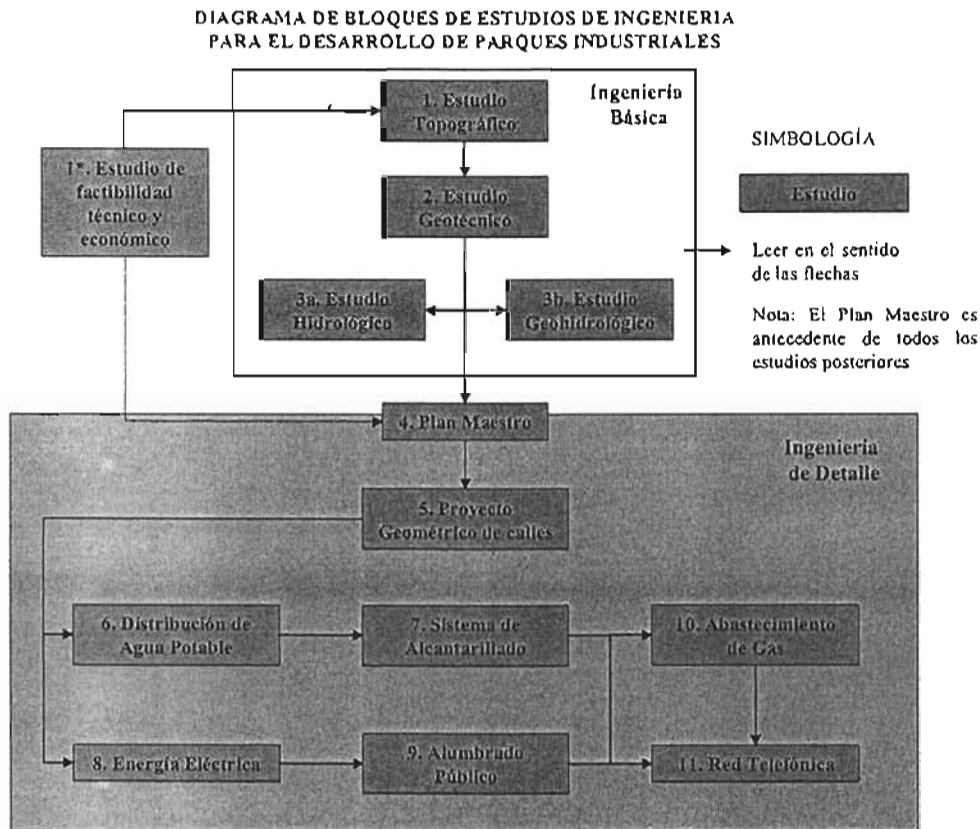 DIAGRAMA DE BLOQUES DE ESTUDIOS DE INGENIERIA
PARA EL DESARROLLO DE PARQUES INDUSTRIALES
Ingeniería
Básica
1. Estudio
Topográfico
SIMBOLOGÍA
1*. Estudio de
factibilidad
técnico y
económico
2. Estudio
Geotécnico
Estudio
Leer en el sentido
de las flechas
3a. Estudio
Hidrológico
3b. Estudio
Geohidrológico
Nota: El Plan Maestro es
antecedente de todos los
estudios posteriores
4. Plan Maestro
Ingenieria
de Detalle
5. Proyecto
Geométrico de calles
6. Distribución de
Agua Potable
7. Sistema de
Alcantarillado
10. Abastecimiento
de Gas
8. Energía Eléctrica
9. Alumbrado
Público
11. Red Telefónica